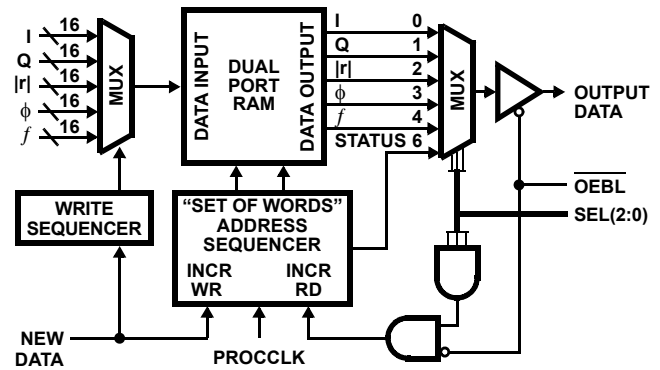 I 16
Q 16
|r| 16
ϕ 16
f 16
MUX
DATA INPUT
DUAL
PORT
RAM
DATA OUTPUT
I 0
Q 1
|r| 2
ϕ 3
f 4
STATUS 6
MUX
OUTPUT
DATA
OEBL
SEL(2:0)
WRITE
SEQUENCER
“SET OF WORDS”
ADDRESS
SEQUENCER
INCR
WR
INCR
RD
NEW
DATA
PROCCLK